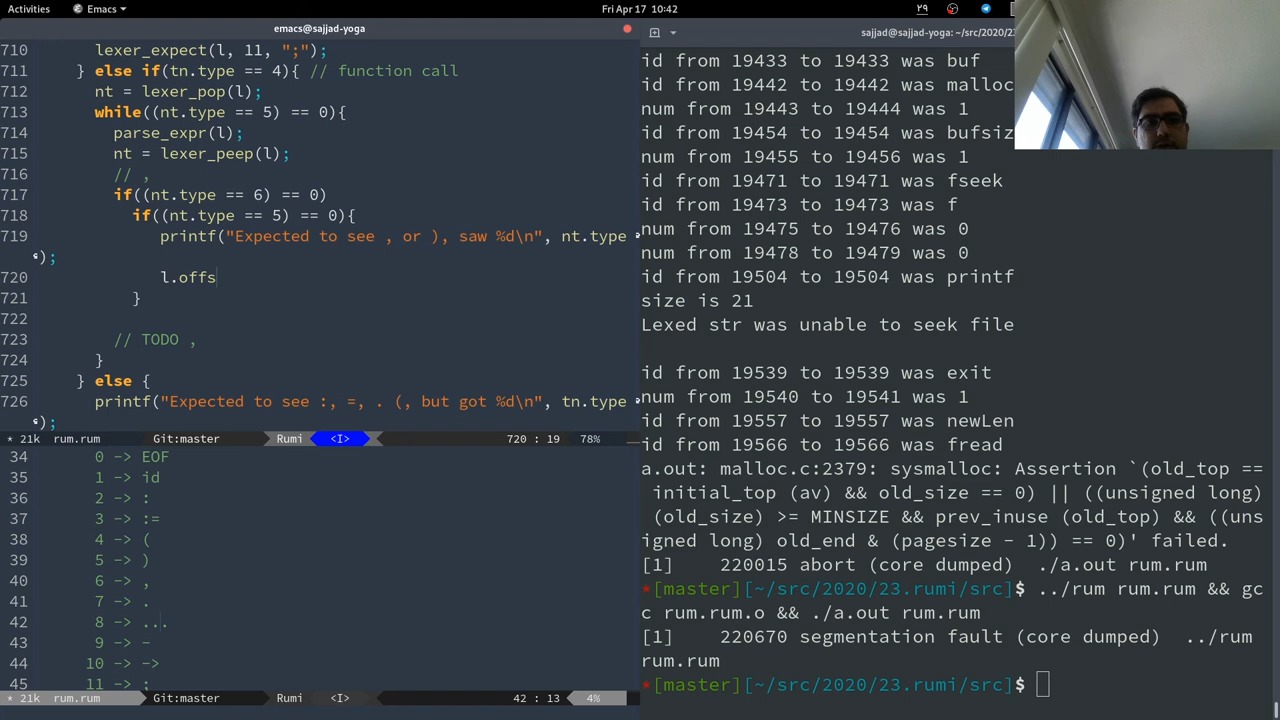 Activities Emacs Fri Apr 17 10:42 ۲۹
emacs@sajjad-yoga
710 lexer_expect(l, 11, ";");
711 } else if(tn.type == 4){ // function call
712 nt = lexer_pop(l);
713 while((nt.type == 5) == 0){
714 parse_expr(l);
715 nt = lexer_peep(l);
716 // ,
717 if((nt.type == 6) == 0)
718 if((nt.type == 5) == 0){
719 printf("Expected to see , or ), saw %d\n", nt.type
);
720 l.offs
721 }
722
723 // TODO ,
724 }
725 } else {
726 printf("Expected to see :, =, . (, but got %d\n", tn.type
);
* 21k rum.rum Git:master Rumi <I> 720 : 19 78%
34 0 -> EOF
35 1 -> id
36 2 -> :
37 3 -> :=
38 4 -> (
39 5 -> )
40 6 -> ,
41 7 -> .
42 8 -> ...
43 9 -> -
44 10 -> ->
45 11 -> ;
* 21k rum.rum Git:master Rumi <I> 42 : 13 4%
sajjad@sajjad-yoga: ~/src/2020/23
id from 19433 to 19433 was buf
id from 19442 to 19442 was malloc
num from 19443 to 19444 was 1
id from 19454 to 19454 was bufsiz
num from 19455 to 19456 was 1
id from 19471 to 19471 was fseek
id from 19473 to 19473 was f
num from 19475 to 19476 was 0
num from 19478 to 19479 was 0
id from 19504 to 19504 was printf
size is 21
Lexed str was unable to seek file
id from 19539 to 19539 was exit
num from 19540 to 19541 was 1
id from 19557 to 19557 was newLen
id from 19566 to 19566 was fread
a.out: malloc.c:2379: sysmalloc: Assertion `(old_top ==
initial_top (av) && old_size == 0) || ((unsigned long)
(old_size) >= MINSIZE && prev_inuse (old_top) && ((uns
igned long) old_end & (pagesize - 1)) == 0)' failed.
[1] 220015 abort (core dumped) ./a.out rum.rum
*[master][~/src/2020/23.rumi/src]$ ../rum rum.rum && gc
c rum.rum.o && ./a.out rum.rum
[1] 220670 segmentation fault (core dumped) ../rum
rum.rum
*[master][~/src/2020/23.rumi/src]$